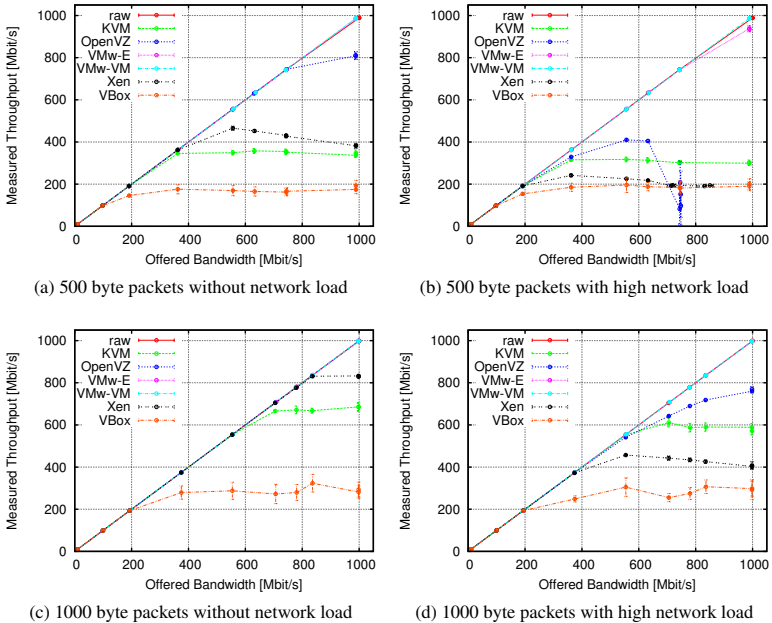 Measured Throughput [Mbit/s]
1000
800
600
400
200
0
raw
KVM
OpenVZ
VMw-E
VMw-VM
Xen
VBox
0 200 400 600 800 1000
Offered Bandwidth [Mbit/s]
(a) 500 byte packets without network load
Measured Throughput [Mbit/s]
1000
800
600
400
200
0
raw
KVM
OpenVZ
VMw-E
VMw-VM
Xen
VBox
0 200 400 600 800 1000
Offered Bandwidth [Mbit/s]
(b) 500 byte packets with high network load
Measured Throughput [Mbit/s]
1000
800
600
400
200
0
raw
KVM
OpenVZ
VMw-E
VMw-VM
Xen
VBox
0 200 400 600 800 1000
Offered Bandwidth [Mbit/s]
(c) 1000 byte packets without network load
Measured Throughput [Mbit/s]
1000
800
600
400
200
0
raw
KVM
OpenVZ
VMw-E
VMw-VM
Xen
VBox
0 200 400 600 800 1000
Offered Bandwidth [Mbit/s]
(d) 1000 byte packets with high network load